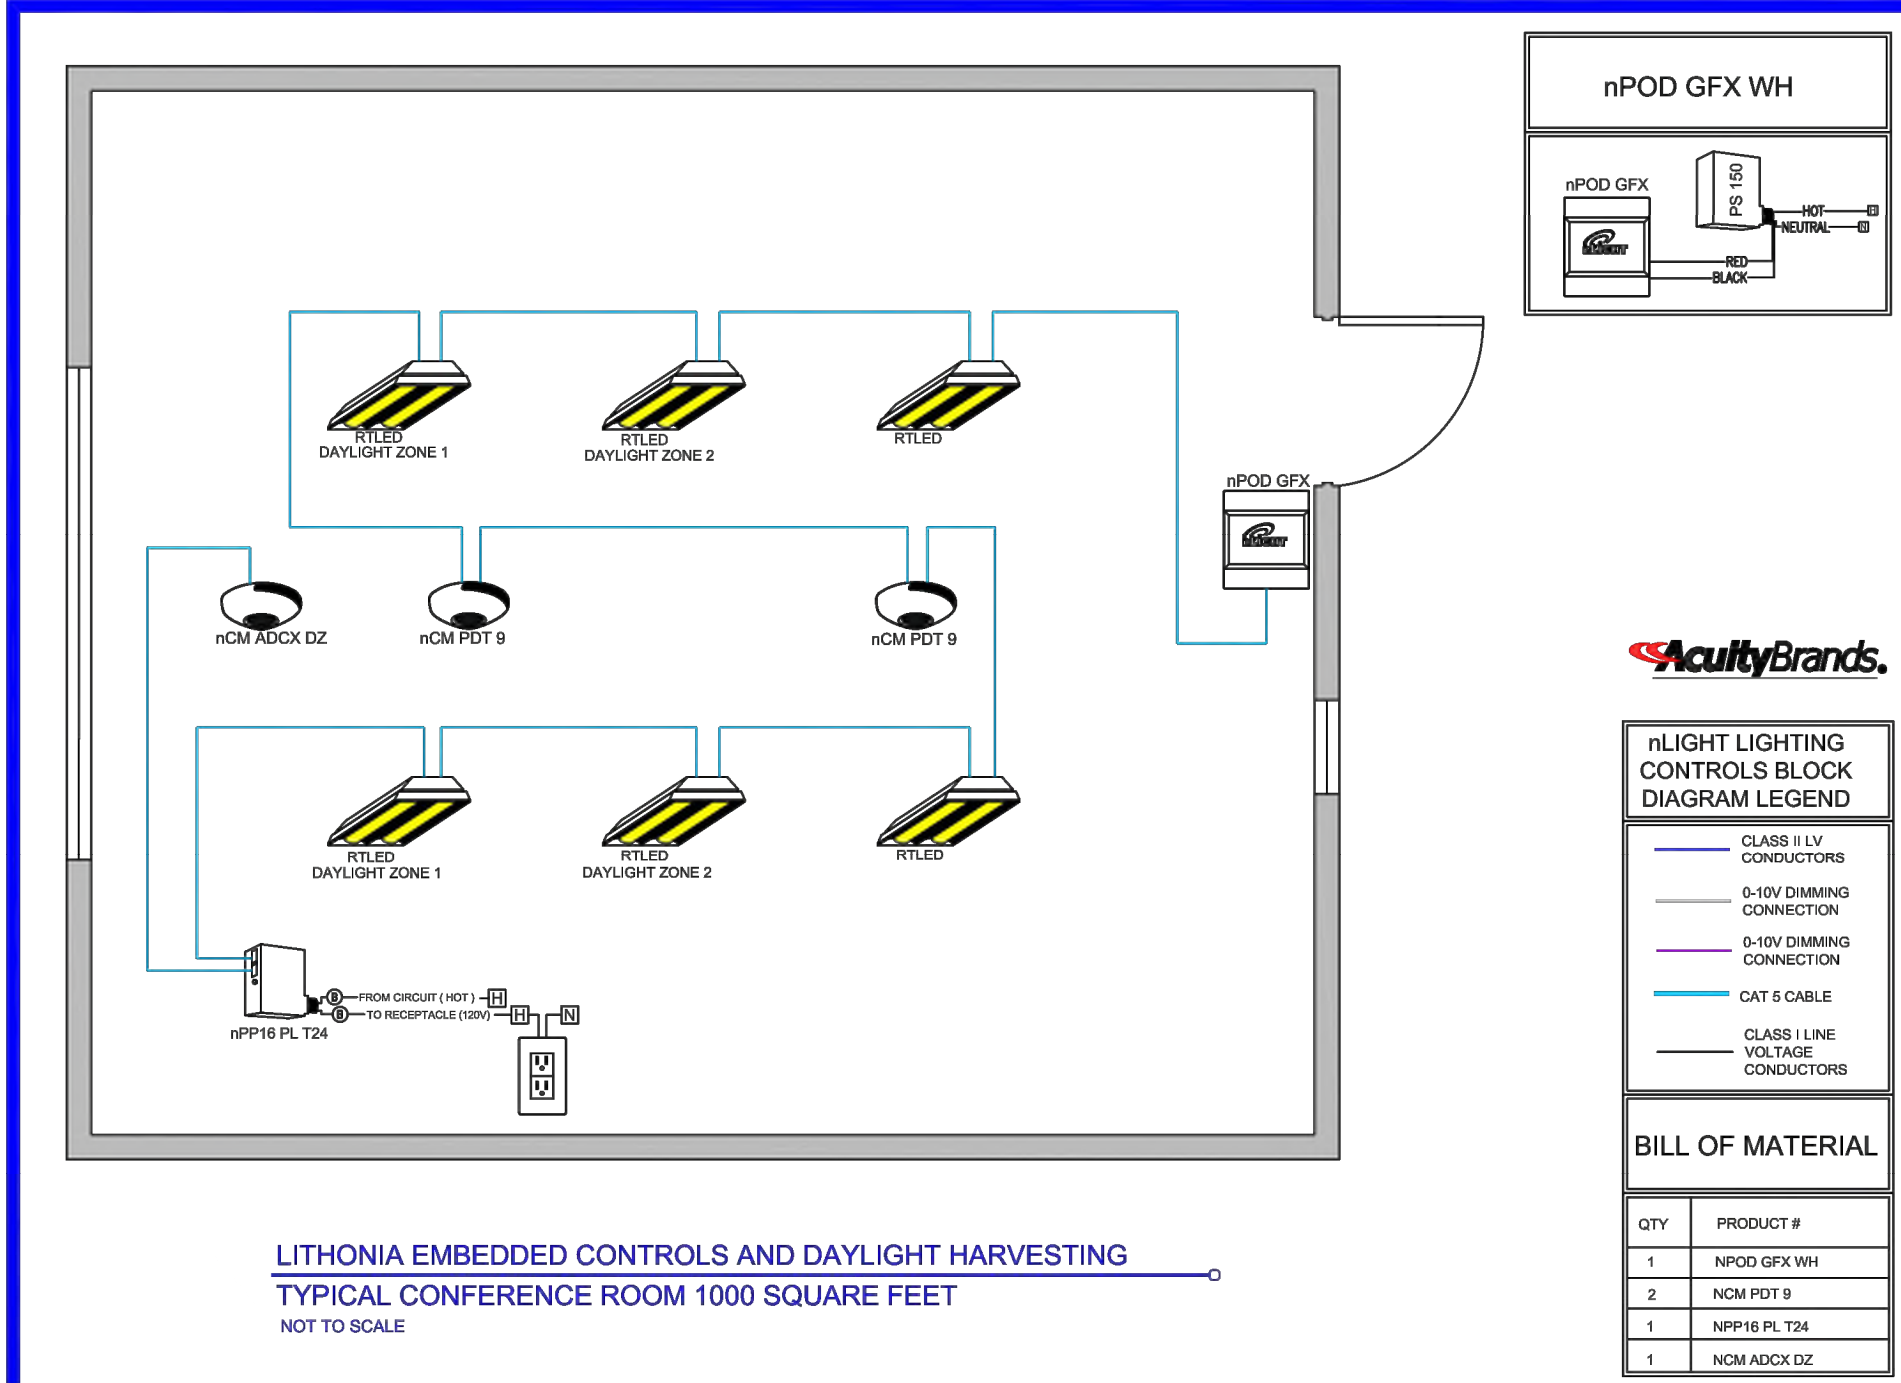 nPOD GFX WH
nPOD GFX
PS 150
HOT
H
NEUTRAL
N
RED
BLACK
nLIGHT
RTLED
DAYLIGHT ZONE 1
RTLED
DAYLIGHT ZONE 2
RTLED
nPOD GFX
nLIGHT
nCM ADCX DZ
nCM PDT 9
nCM PDT 9
RTLED
DAYLIGHT ZONE 1
RTLED
DAYLIGHT ZONE 2
RTLED
nPP16 PL T24
B FROM CIRCUIT ( HOT ) H
B TO RECEPTACLE (120V) H N
AcuityBrands.
nLIGHT LIGHTING
CONTROLS BLOCK
DIAGRAM LEGEND
CLASS II LV
CONDUCTORS
0-10V DIMMING
CONNECTION
0-10V DIMMING
CONNECTION
CAT 5 CABLE
CLASS I LINE
VOLTAGE
CONDUCTORS
BILL OF MATERIAL
QTY PRODUCT #
1 NPOD GFX WH
2 NCM PDT 9
1 NPP16 PL T24
1 NCM ADCX DZ
LITHONIA EMBEDDED CONTROLS AND DAYLIGHT HARVESTING
TYPICAL CONFERENCE ROOM 1000 SQUARE FEET
NOT TO SCALE